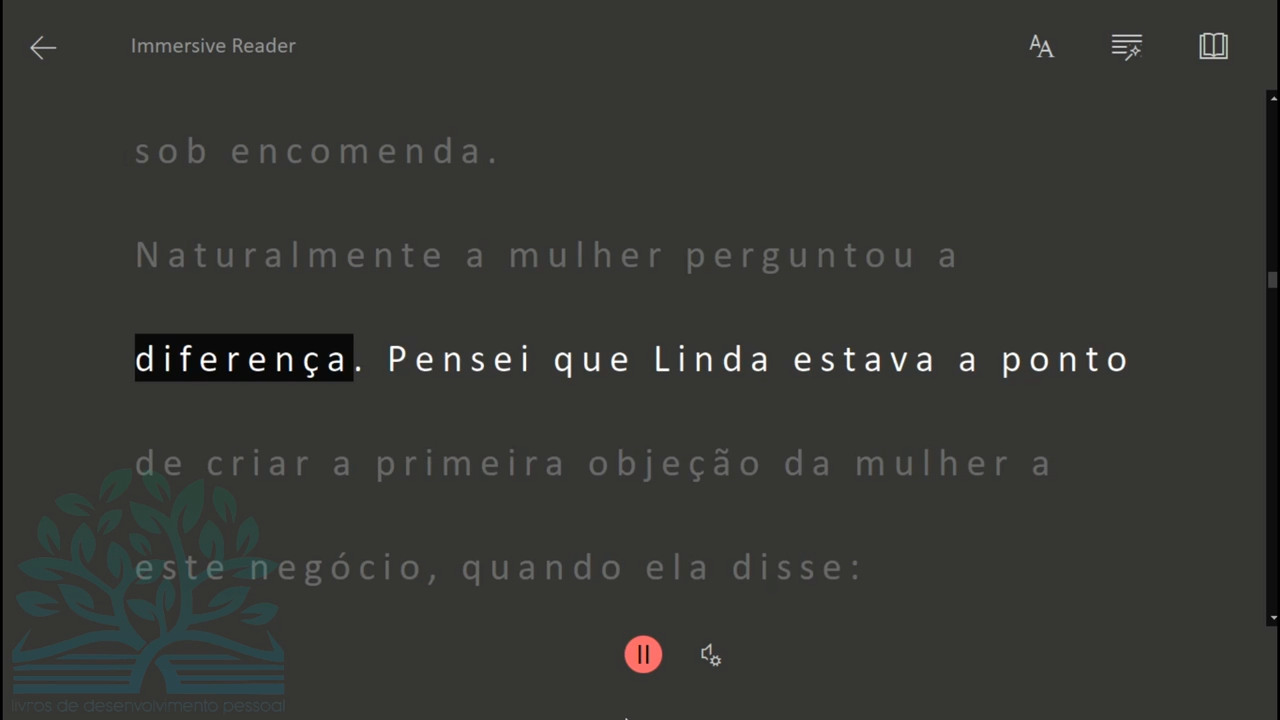 Immersive Reader
sob encomenda.
Naturalmente a mulher perguntou a
diferença. Pensei que Linda estava a ponto
de criar a primeira objeção da mulher a
este negócio, quando ela disse:
livros de desenvolvimento pessoal